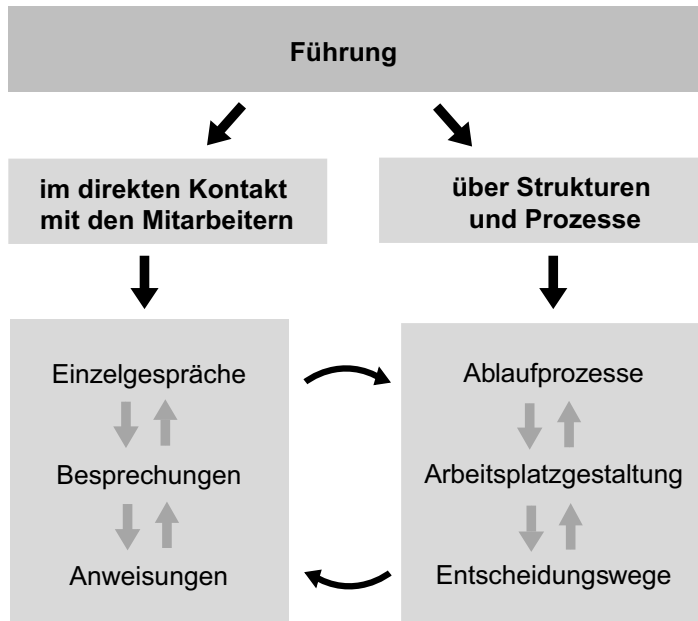 Führung
im direkten Kontakt
mit den Mitarbeitern
über Strukturen
und Prozesse
Einzelgespräche
Besprechungen
Anweisungen
Ablaufprozesse
Arbeitsplatzgestaltung
Entscheidungswege